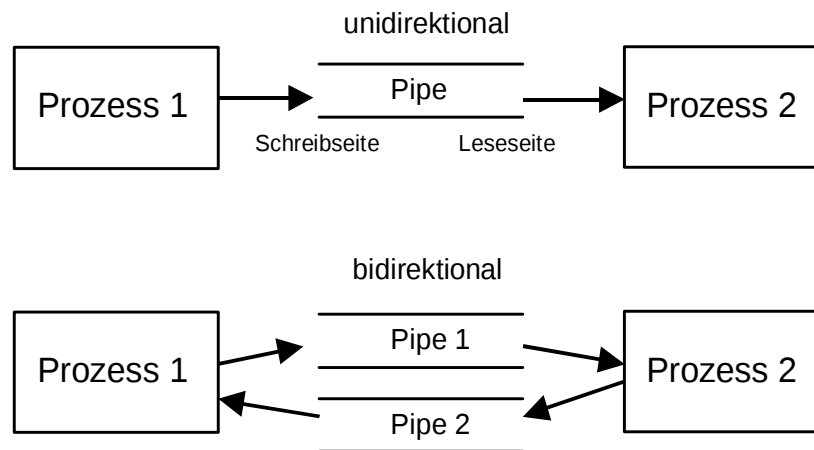 unidirektional
Prozess 1
Pipe
Prozess 2
Schreibseite
Leseseite
bidirektional
Prozess 1
Pipe 1
Prozess 2
Pipe 2